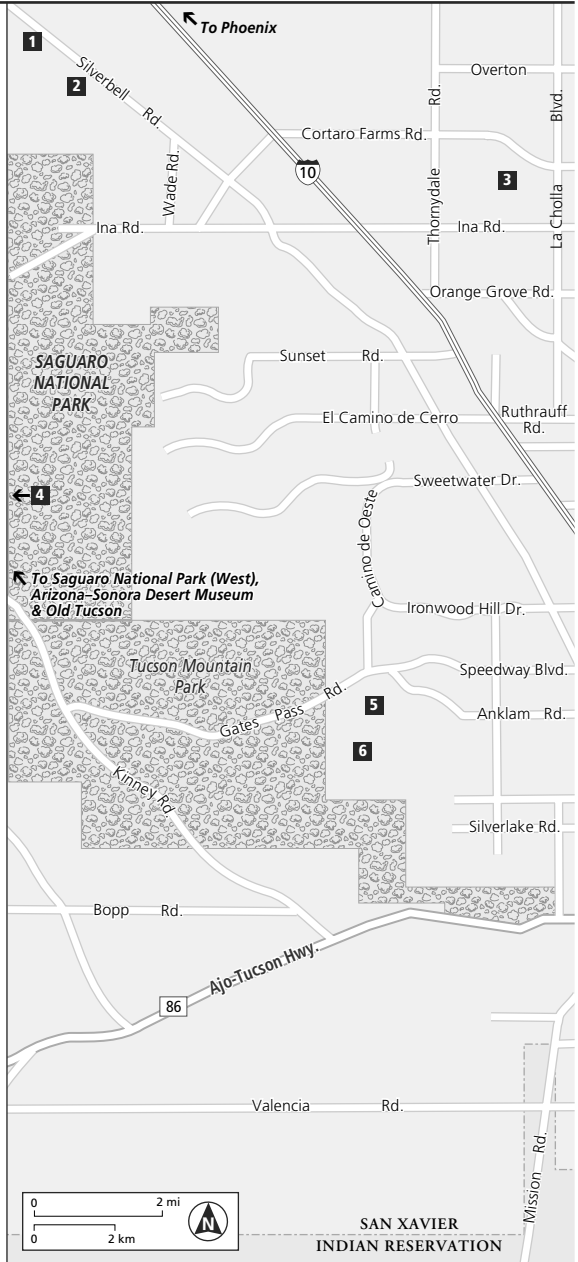 To Phoenix
1
2
Silverbell Rd.
Overton
Rd.
Blvd.
Cortaro Farms Rd.
10
Wade Rd.
3
Thornydale
La Cholla
Ina Rd.
Ina Rd.
Orange Grove Rd.
SAGUARO
NATIONAL
PARK
Sunset Rd.
El Camino de Cerro
Ruthrauff
Rd.
4
Sweetwater Dr.
Camino de Oeste
To Saguaro National Park (West),
Arizona–Sonora Desert Museum
& Old Tucson
Ironwood Hill Dr.
Tucson Mountain
Park
Speedway Blvd.
Gates Pass Rd.
5
Anklam Rd.
6
Kinney Rd.
Silverlake Rd.
Bopp Rd.
Ajo-Tucson Hwy.
86
Valencia Rd.
Mission Rd.
0 2 mi
0 2 km
N
SAN XAVIER
INDIAN RESERVATION